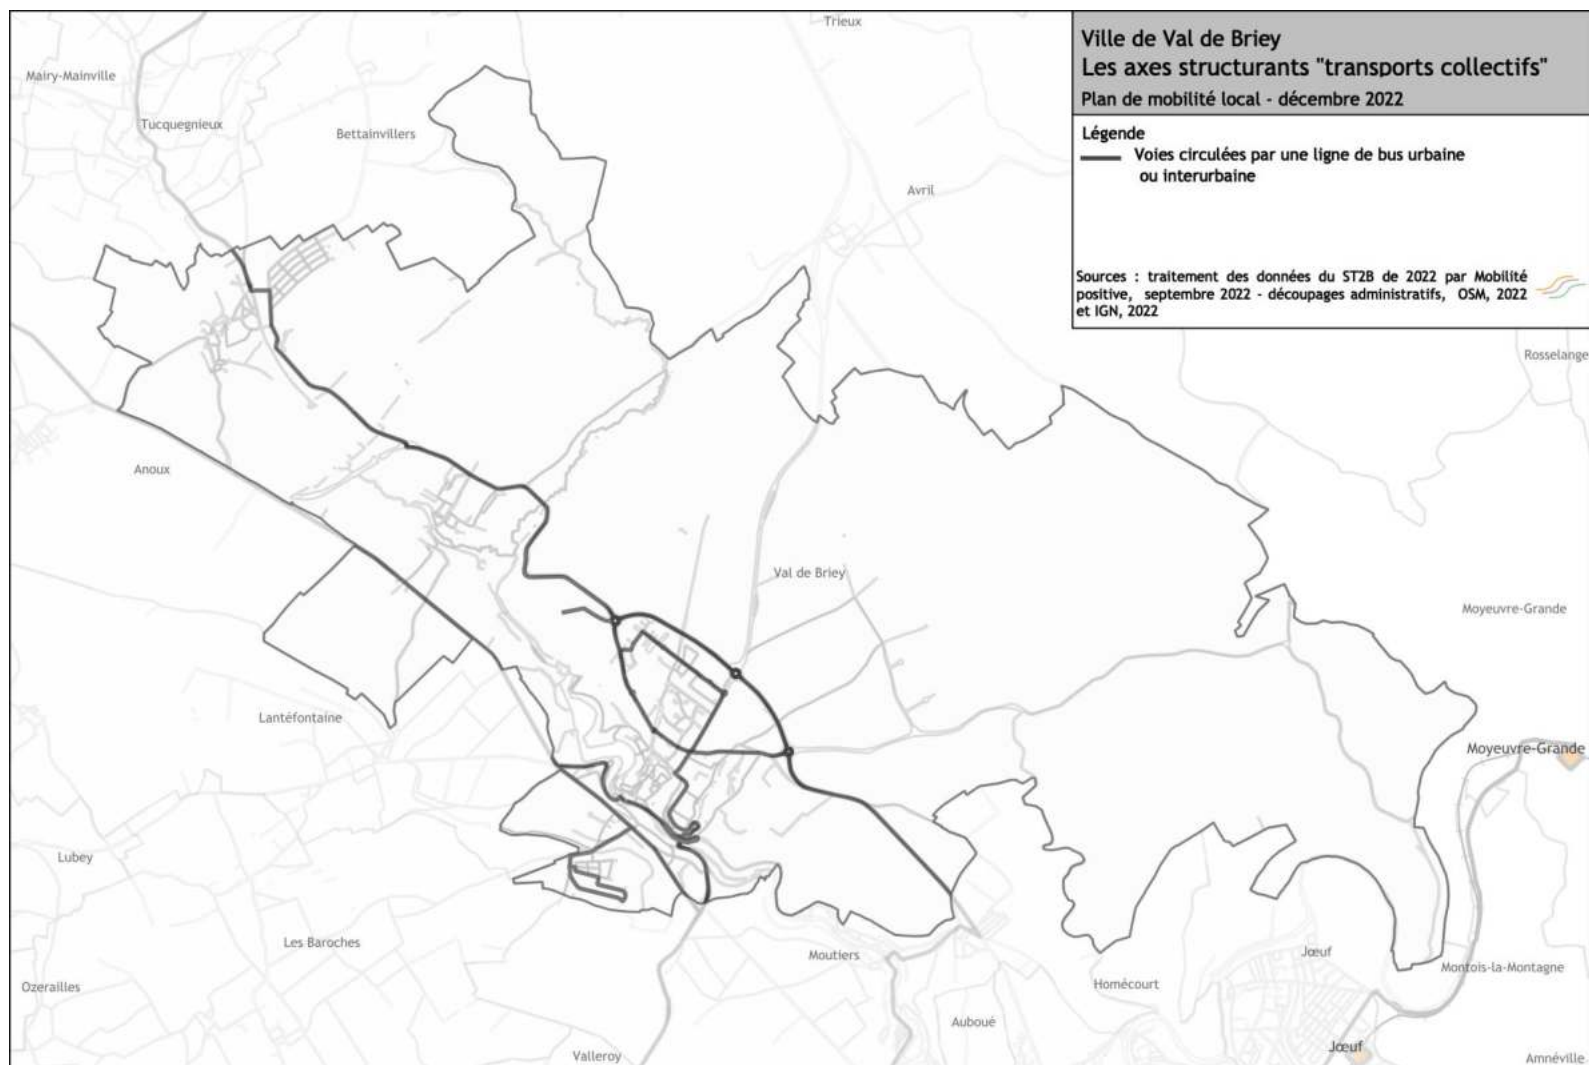 Ville de Val de Briey
Les axes structurants "transports collectifs"
Plan de mobilité local - décembre 2022
Légende
Voies circulées par une ligne de bus urbaine
ou interurbaine
Sources : traitement des données du ST2B de 2022 par Mobilité
positive, septembre 2022 - découpages administratifs, OSM, 2022
et IGN, 2022
Trieux
Mairy-Mainville
Tucquegnieux
Bettainvillers
Avril
Rosselange
Anoux
Val de Briey
Moyeuvre-Grande
Lantéfontaine
Moyeuvre-Grande
Lubey
Les Baroches
Moutiers
Jœuf
Montois-la-Montagne
Ozerailles
Homécourt
Auboué
Jœuf
Valleroy
Amnéville